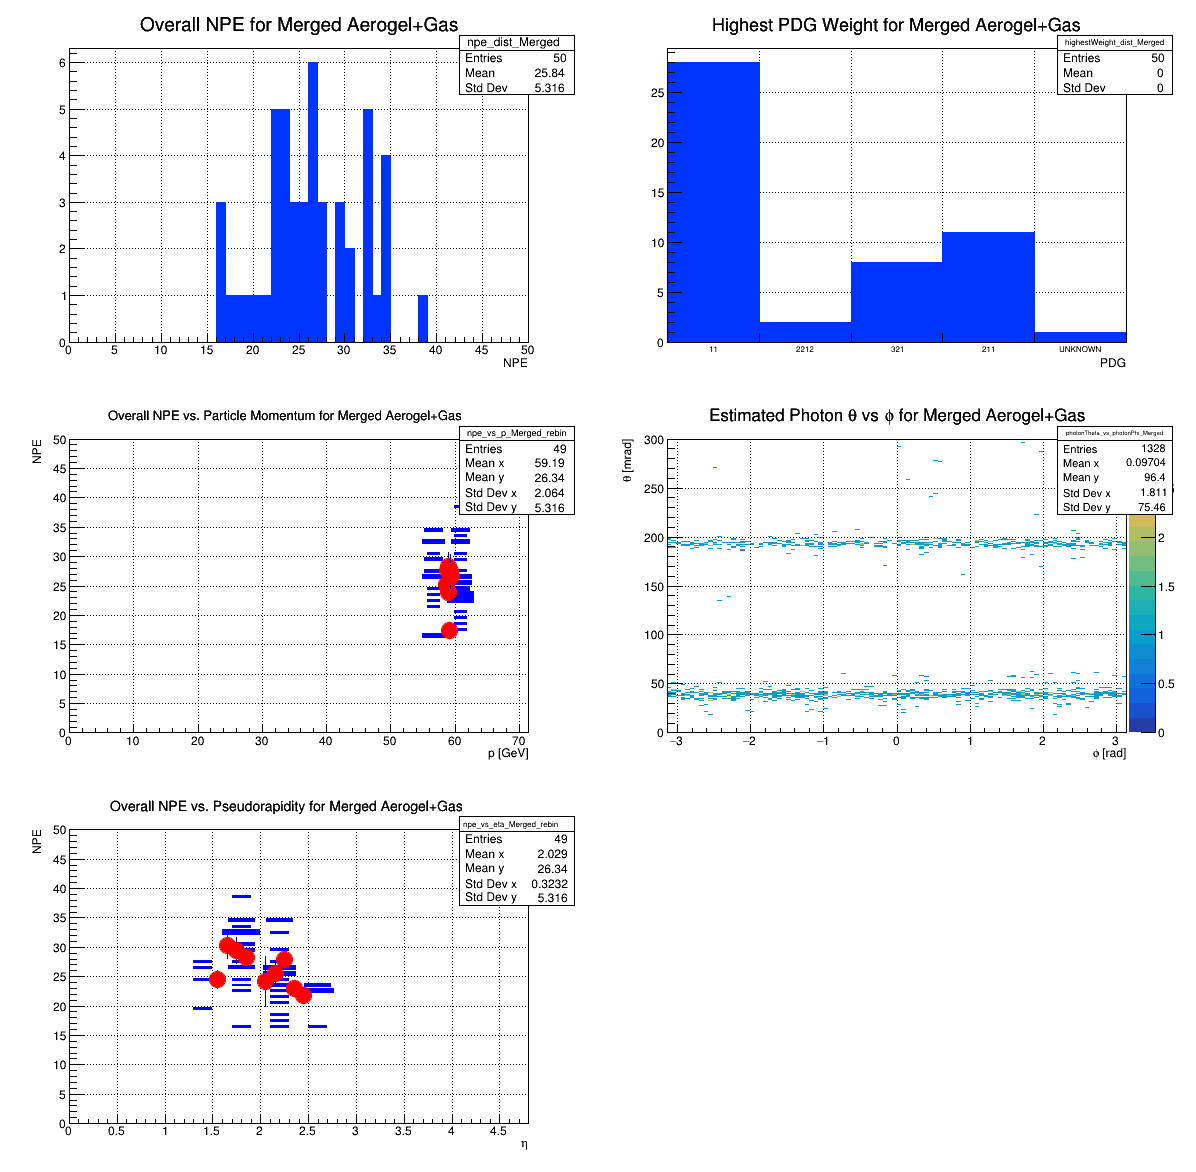 Overall NPE for Merged Aerogel+Gas
npe_dist_Merged
Entries 50
Mean 25.84
Std Dev 5.316
6
5
4
3
2
1
0
0 5 10 15 20 25 30 35 40 45 50
NPE
Highest PDG Weight for Merged Aerogel+Gas
highestWeight_dist_Merged
Entries 50
Mean 0
Std Dev 0
25
20
15
10
5
0
11 2212 321 211 UNKNOWN
PDG
Overall NPE vs. Particle Momentum for Merged Aerogel+Gas
npe_vs_p_Merged_rebin
Entries 49
Mean x 59.19
Mean y 26.34
Std Dev x 2.064
Std Dev y 5.316
NPE
50
45
40
35
30
25
20
15
10
5
0
0 10 20 30 40 50 60 70
p [GeV]
Estimated Photon θ vs ϕ for Merged Aerogel+Gas
photonTheta_vs_photonPhi_Merged
Entries 1328
Mean x 0.09704
Mean y 96.4
Std Dev x 1.811
Std Dev y 75.46
θ [mrad]
300
250
200
150
100
50
0
−3 −2 −1 0 1 2 3
ϕ [rad]
2
1.5
1
0.5
0
Overall NPE vs. Pseudorapidity for Merged Aerogel+Gas
npe_vs_eta_Merged_rebin
Entries 49
Mean x 2.029
Mean y 26.34
Std Dev x 0.3232
Std Dev y 5.316
NPE
50
45
40
35
30
25
20
15
10
5
0
0 0.5 1 1.5 2 2.5 3 3.5 4 4.5
η